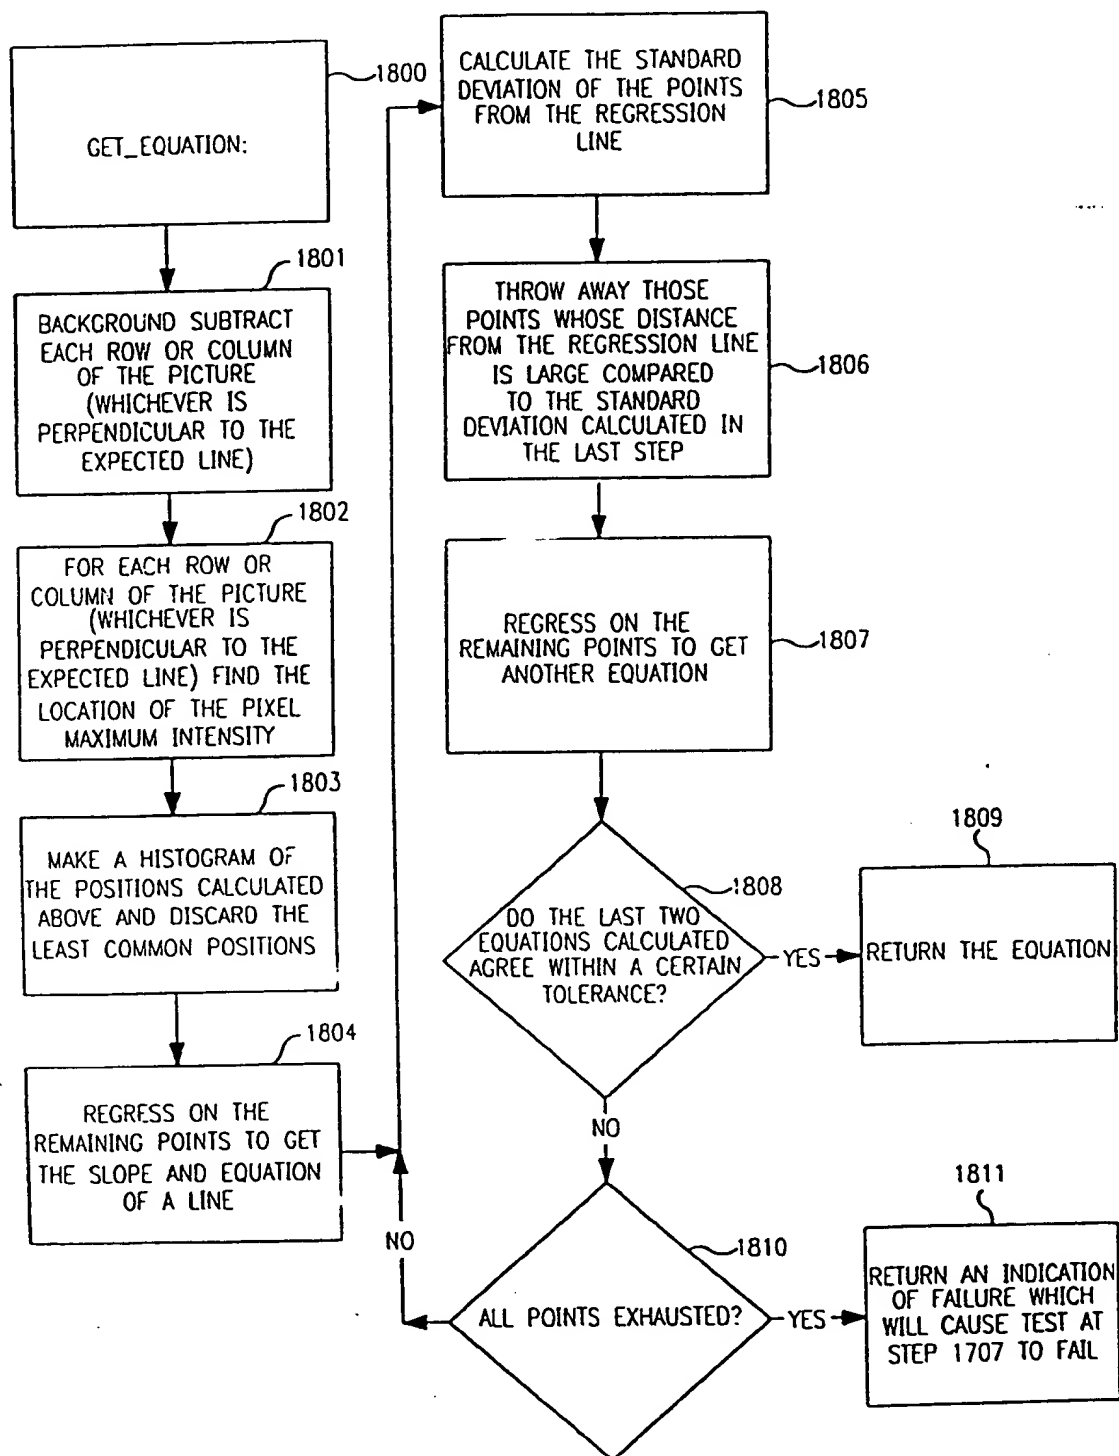 GET_EQUATION:
1800
1801
BACKGROUND SUBTRACT
EACH ROW OR COLUMN
OF THE PICTURE
(WHICHEVER IS
PERPENDICULAR TO THE
EXPECTED LINE)
1802
FOR EACH ROW OR
COLUMN OF THE PICTURE
(WHICHEVER IS
PERPENDICULAR TO THE
EXPECTED LINE) FIND THE
LOCATION OF THE PIXEL
MAXIMUM INTENSITY
1803
MAKE A HISTOGRAM OF
THE POSITIONS CALCULATED
ABOVE AND DISCARD THE
LEAST COMMON POSITIONS
1804
REGRESS ON THE
REMAINING POINTS TO GET
THE SLOPE AND EQUATION
OF A LINE
CALCULATE THE STANDARD
DEVIATION OF THE POINTS
FROM THE REGRESSION
LINE
1805
THROW AWAY THOSE
POINTS WHOSE DISTANCE
FROM THE REGRESSION LINE
IS LARGE COMPARED
TO THE STANDARD
DEVIATION CALCULATED IN
THE LAST STEP
1806
REGRESS ON THE
REMAINING POINTS TO GET
ANOTHER EQUATION
1807
1808
DO THE LAST TWO
EQUATIONS CALCULATED
AGREE WITHIN A CERTAIN
TOLERANCE?
YES
1809
RETURN THE EQUATION
NO
1810
ALL POINTS EXHAUSTED?
NO
YES
1811
RETURN AN INDICATION
OF FAILURE WHICH
WILL CAUSE TEST AT
STEP 1707 TO FAIL